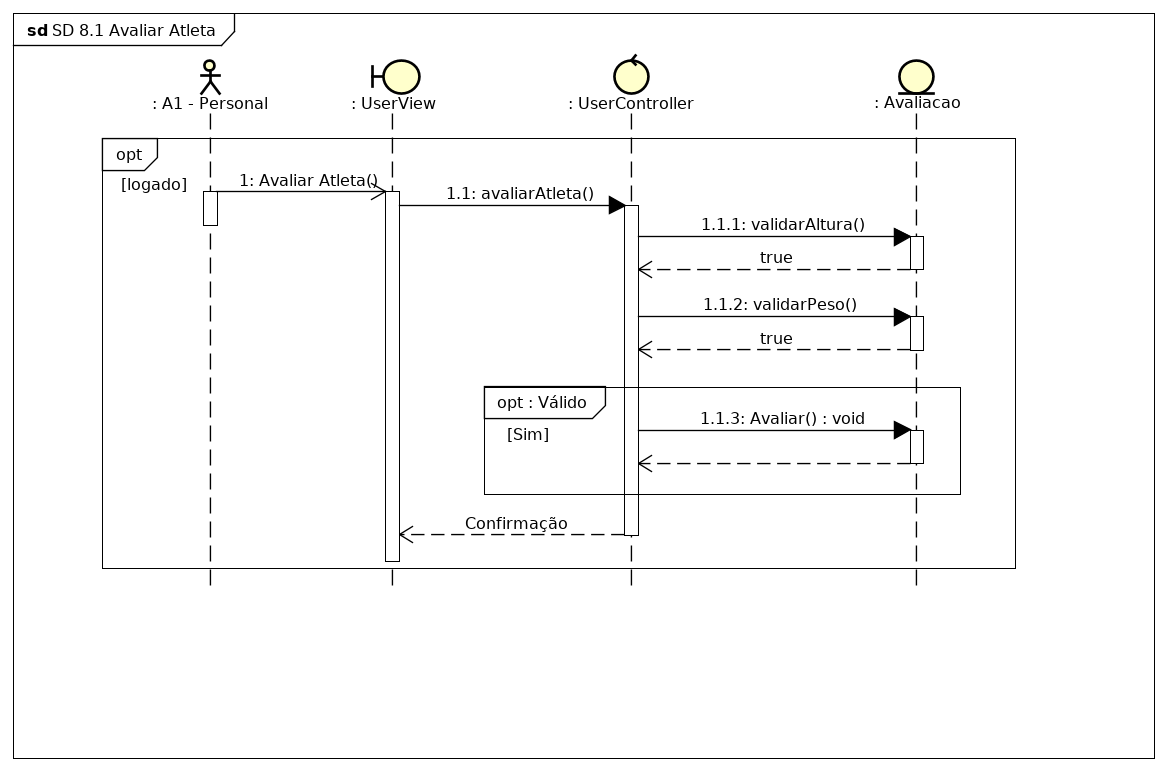 sd SD 8.1 Avaliar Atleta
: A1 - Personal
: UserView
: UserController
: Avaliacao
opt
[logado]
1: Avaliar Atleta()
1.1: avaliarAtleta()
1.1.1: validarAltura()
true
1.1.2: validarPeso()
true
opt : Válido
[Sim]
1.1.3: Avaliar() : void
Confirmação